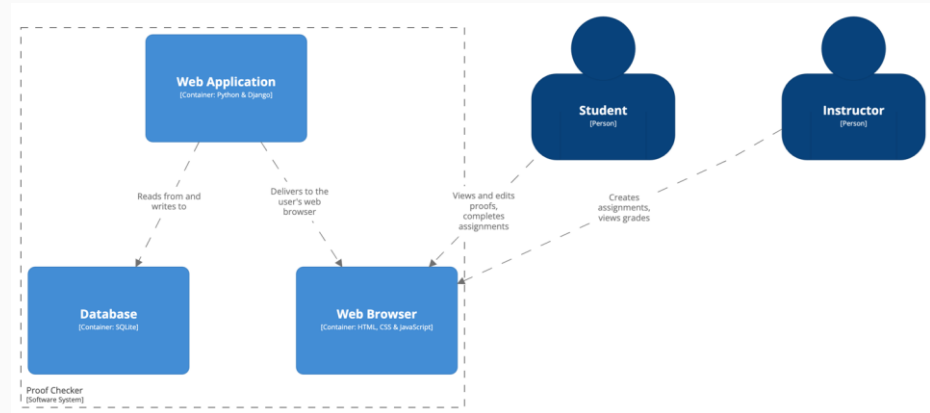 Web Application
[Container: Python & Django]
Student
[Person]
Instructor
[Person]
Reads from and
writes to
Delivers to the
user's web
browser
Views and edits
proofs,
completes
assignments
Creates
assignments,
views grades
Database
[Container: SQLite]
Web Browser
[Container: HTML, CSS & JavaScript]
Proof Checker
[Software System]